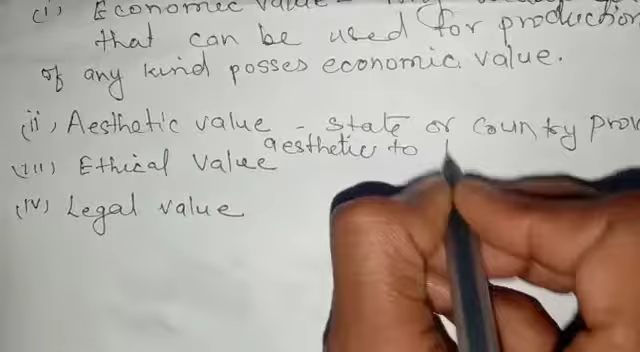 (i) Economic value -
that can be used for production
of any kind posses economic value.
(ii) Aesthetic value - state or country prov
aesthetic to
(iii) Ethical Value
(iv) Legal value